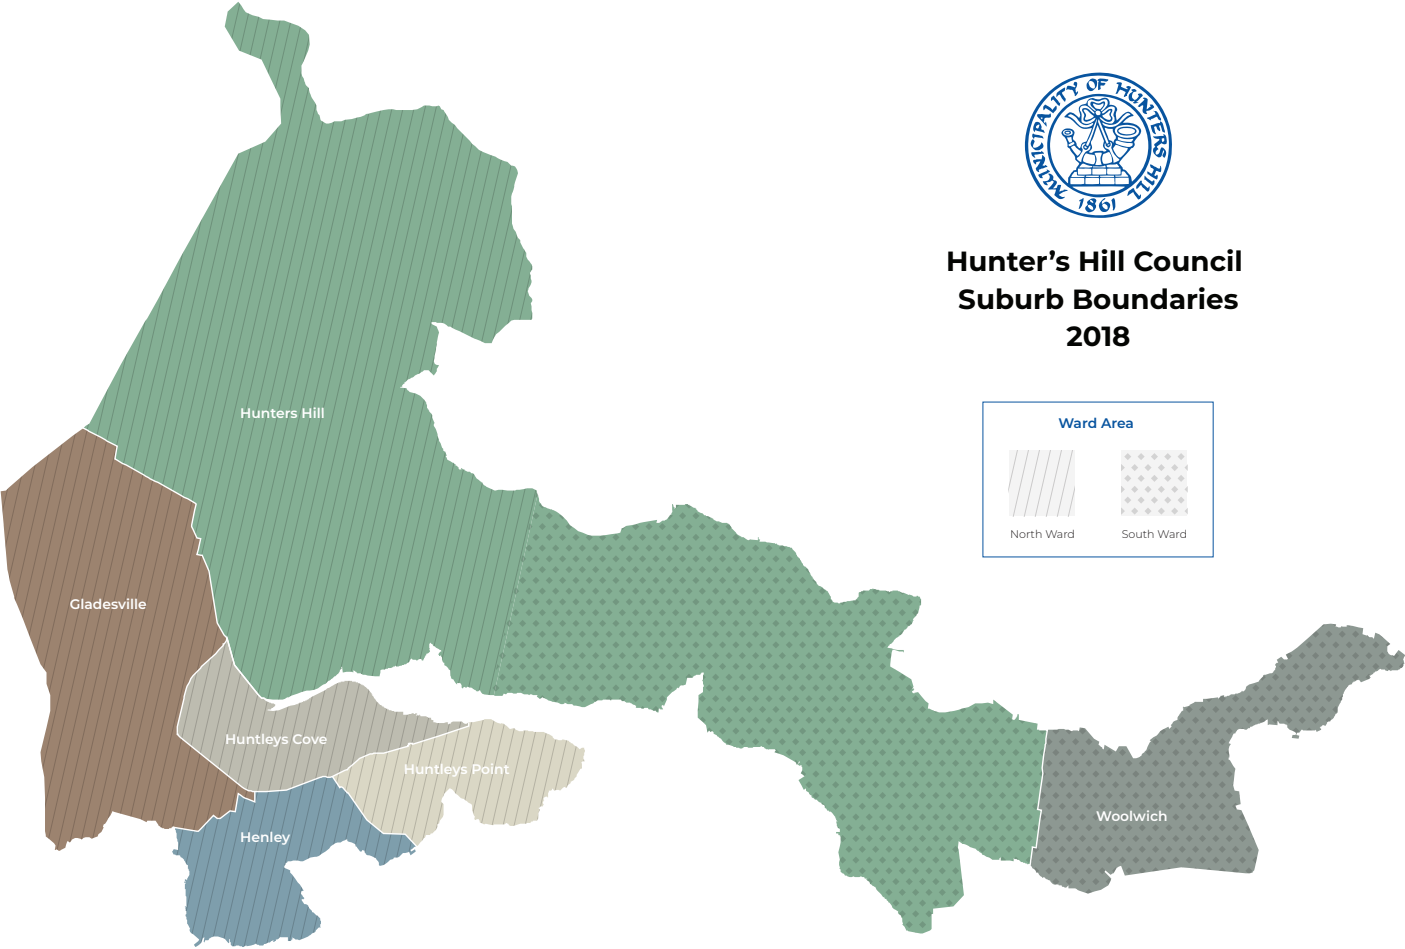 MUNICIPALITY OF HUNTERS HILL
1861
Hunter’s Hill Council
Suburb Boundaries
2018
Ward Area
North Ward
South Ward
Hunters Hill
Gladesville
Huntleys Cove
Huntleys Point
Henley
Woolwich